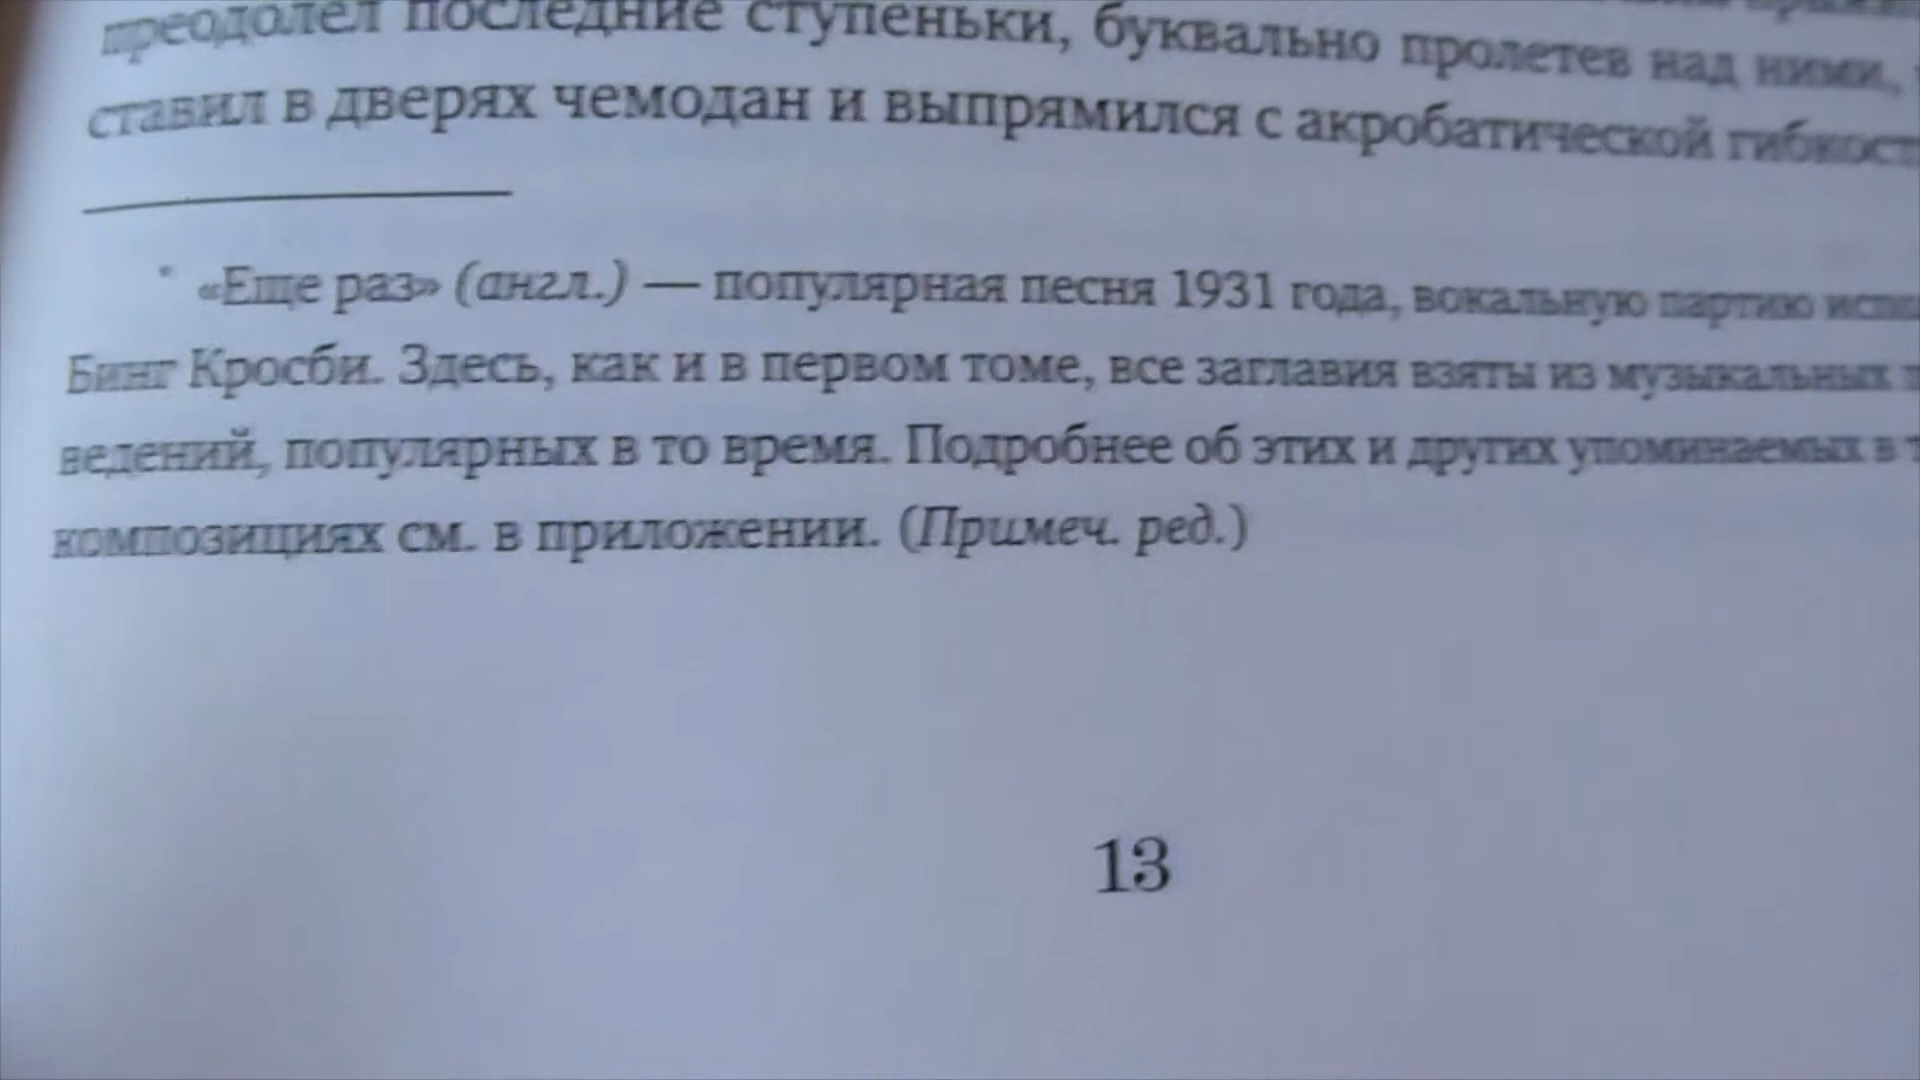 преодолел последние ступеньки, буквально пролетев над ними,
ставил в дверях чемодан и выпрямился с акробатической гибкост
* «Еще раз» (англ.) — популярная песня 1931 года, вокальную партию испо
Бинг Кросби. Здесь, как и в первом томе, все заглавия взяты из музыкальных
ведений, популярных в то время. Подробнее об этих и других упоминаемых в
композициях см. в приложении. (Примеч. ред.)
13